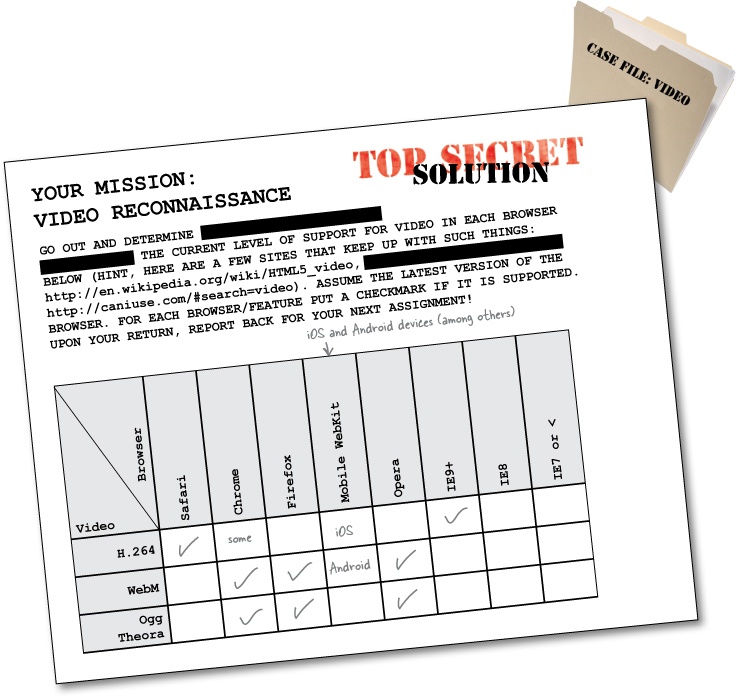 CASE FILE: VIDEO
TOP SECRET
SOLUTION
YOUR MISSION:
VIDEO RECONNAISSANCE
GO OUT AND DETERMINE
THE CURRENT LEVEL OF SUPPORT FOR VIDEO IN EACH BROWSER
BELOW (HINT, HERE ARE A FEW SITES THAT KEEP UP WITH SUCH THINGS:
http://en.wikipedia.org/wiki/HTML5_video,
http://caniuse.com/#search=video). ASSUME THE LATEST VERSION OF THE
BROWSER. FOR EACH BROWSER/FEATURE PUT A CHECKMARK IF IT IS SUPPORTED.
UPON YOUR RETURN, REPORT BACK FOR YOUR NEXT ASSIGNMENT!
iOS and Android devices (among others)
Browser
Video
Safari
Chrome
Firefox
Mobile WebKit
Opera
IE9+
IE8
IE7 or <
H.264 ✓ some iOS ✓
WebM ✓ ✓ Android ✓
Ogg
Theora ✓ ✓ ✓